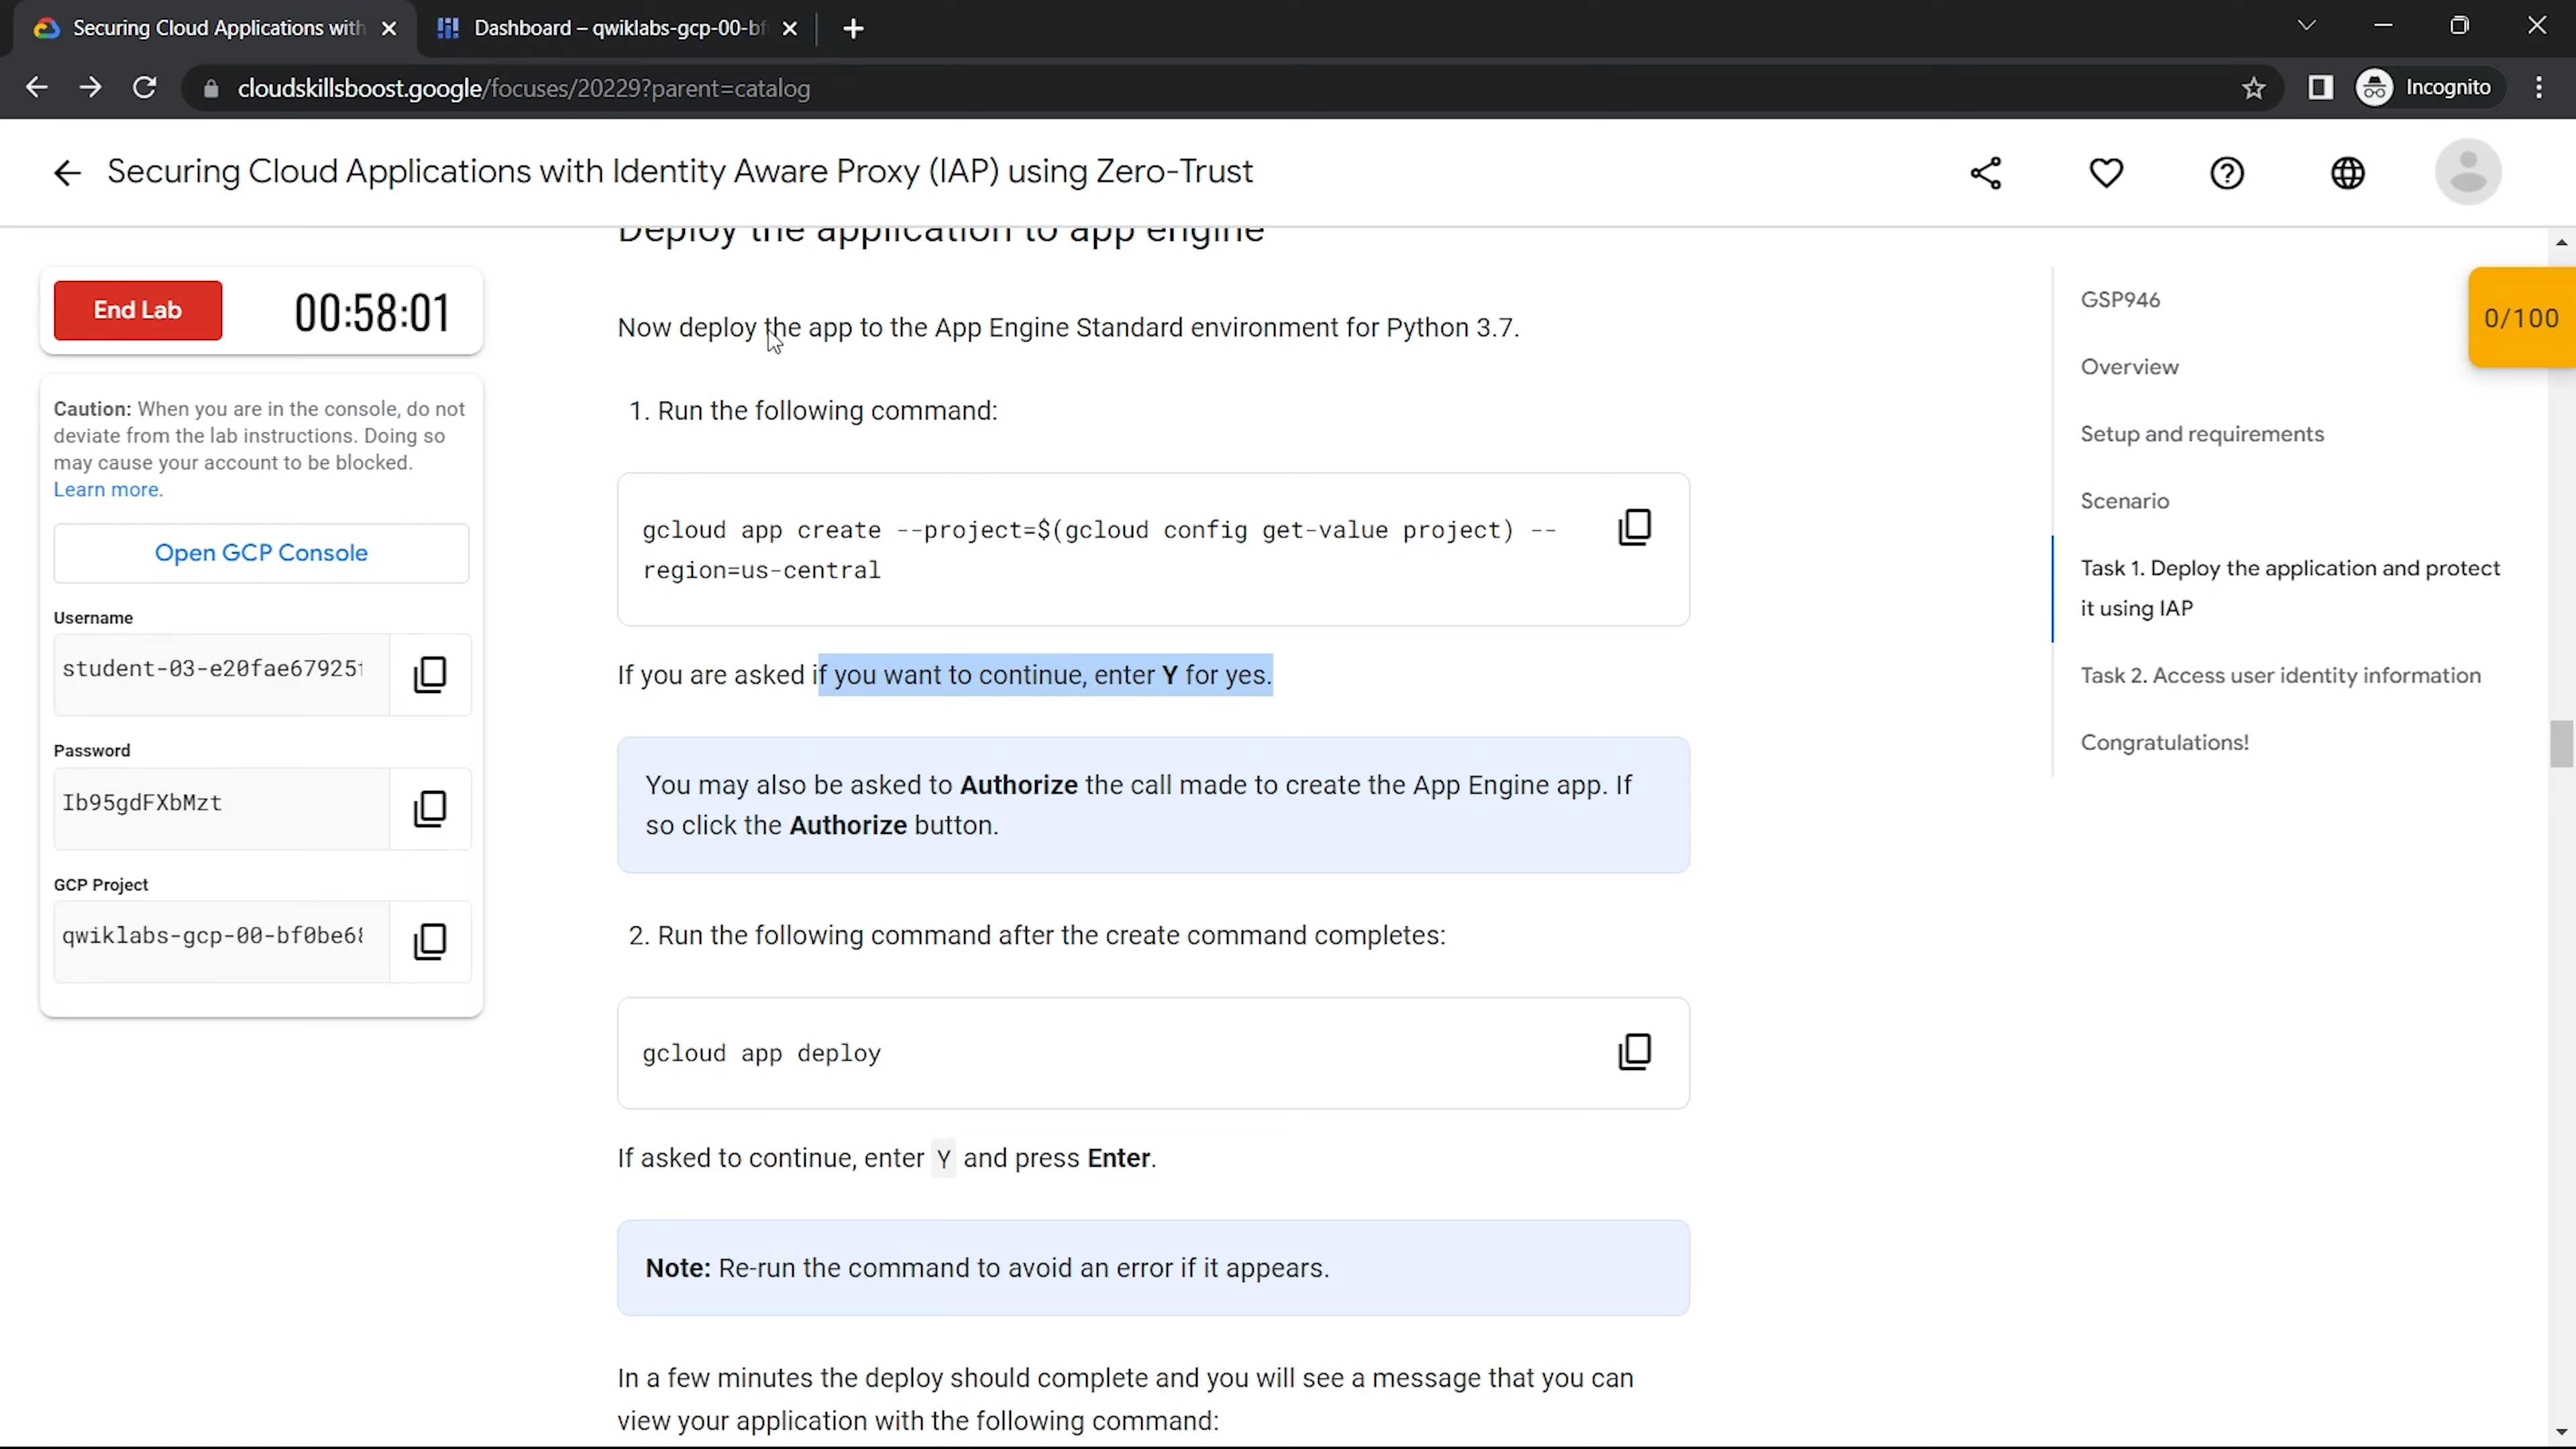 Securing Cloud Applications with
Dashboard – qwiklabs-gcp-00-bf
cloudskillsboost.google/focuses/20229?parent=catalog
Incognito
Securing Cloud Applications with Identity Aware Proxy (IAP) using Zero-Trust
Deploy the application to app engine
End Lab
00:58:01
Caution: When you are in the console, do not
deviate from the lab instructions. Doing so
may cause your account to be blocked.
Learn more.
Open GCP Console
Username
student-03-e20fae67925f
Password
Ib95gdFXbMzt
GCP Project
qwiklabs-gcp-00-bf0be68
Now deploy the app to the App Engine Standard environment for Python 3.7.
1. Run the following command:
gcloud app create --project=$(gcloud config get-value project) --
region=us-central
If you are asked if you want to continue, enter Y for yes.
You may also be asked to Authorize the call made to create the App Engine app. If
so click the Authorize button.
2. Run the following command after the create command completes:
gcloud app deploy
If asked to continue, enter Y and press Enter.
Note: Re-run the command to avoid an error if it appears.
In a few minutes the deploy should complete and you will see a message that you can
view your application with the following command:
GSP946
Overview
Setup and requirements
Scenario
Task 1. Deploy the application and protect
it using IAP
Task 2. Access user identity information
Congratulations!
0/100